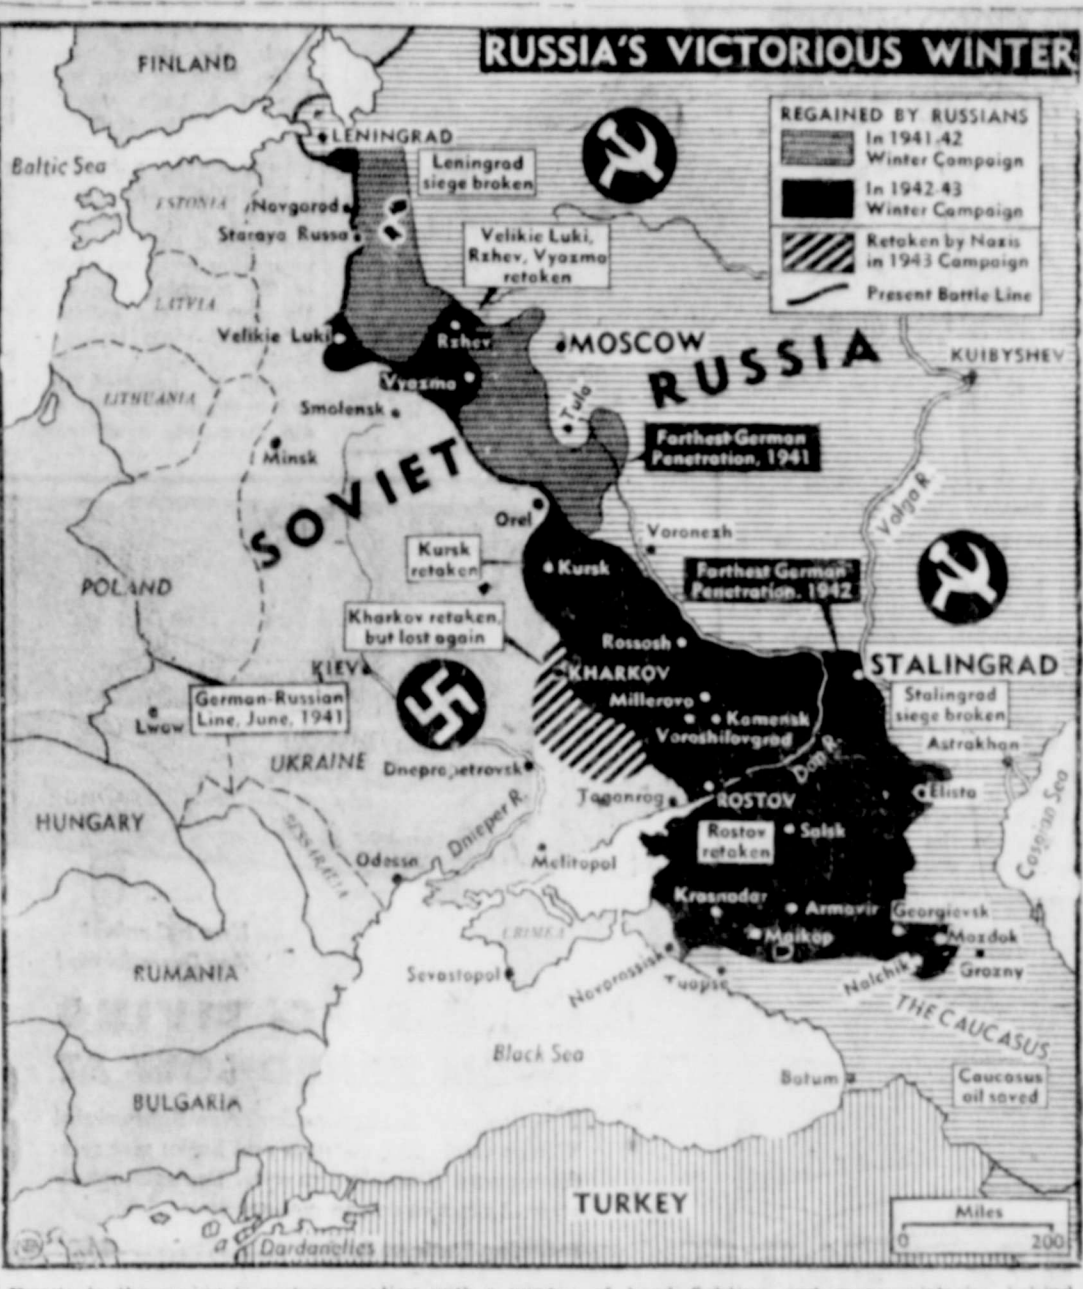 RUSSIA'S VICTORIOUS WINTER
FINLAND
REGAINED BY RUSSIANS
In 1941-42
Winter Campaign
In 1942-43
Winter Campaign
Retaken by Nazis
in 1943 Campaign
Present Battle Line
LENINGRAD
Leningrad
siege broken
Baltic Sea
ESTONIA
Novgorod
Staraya Russa
Velikie Luki,
Rzhev, Vyazma
retaken
LATVIA
Velikie Luki
Rzhev
MOSCOW
RUSSIA
KUIBYSHEV
Vyazma
LITHUANIA
Smolensk
Tula
Minsk
Farthest German
Penetration, 1941
SOVIET
Volga R.
Orel
Voronezh
Kursk
retaken
Kursk
Farthest German
Penetration, 1942
POLAND
Kharkov retaken,
but lost again
Rossosh
KIEV
KHARKOV
STALINGRAD
German-Russian
Line, June, 1941
Lwow
Millerovo
Stalingrad
siege broken
Kamensk
Voroshilovgrad
Astrakhan
UKRAINE
Dnepropetrovsk
Don R.
Elista
Taganrog
ROSTOV
HUNGARY
BESSARABIA
Dnieper R.
Rostov
retaken
Salsk
Caspian Sea
Odessa
Melitopol
Krasnodar
Armavir
Georgievsk
CRIMEA
Maikop
Mozdok
RUMANIA
Sevastopol
Novorossisk
Tuapse
Nalchik
Grozny
THE CAUCASUS
Black Sea
Batum
Caucasus
oil saved
BULGARIA
TURKEY
Miles
0 200
Dardanelles